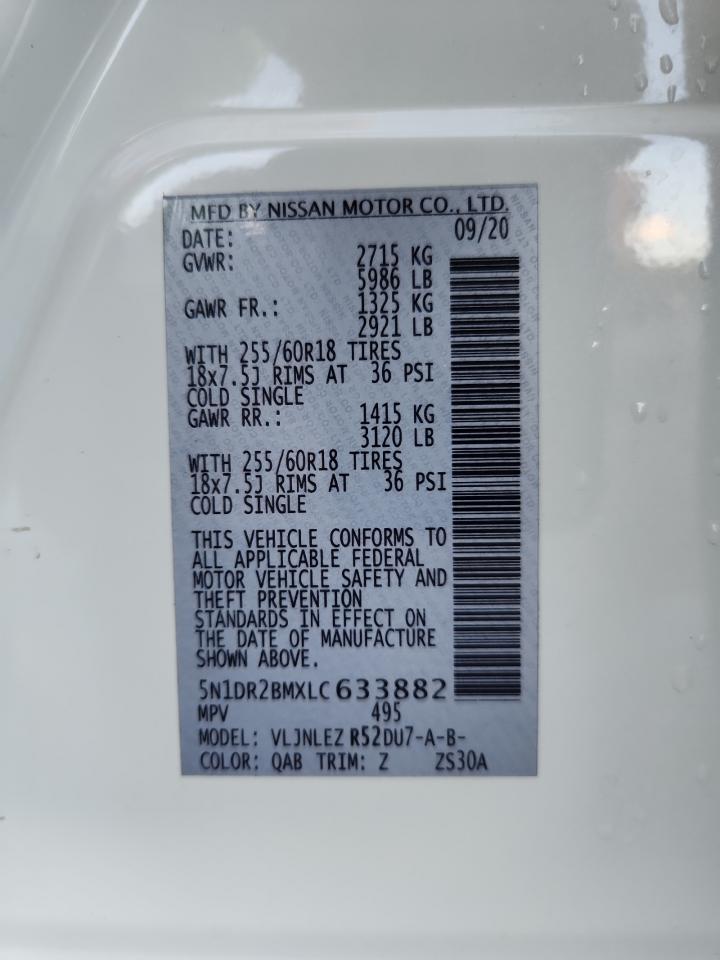 MFD BY NISSAN MOTOR CO., LTD.
DATE: 09/20
GVWR: 2715 KG
5986 LB
GAWR FR.: 1325 KG
2921 LB
WITH 255/60R18 TIRES
18x7.5J RIMS AT 36 PSI
COLD SINGLE
GAWR RR.: 1415 KG
3120 LB
WITH 255/60R18 TIRES
18x7.5J RIMS AT 36 PSI
COLD SINGLE
THIS VEHICLE CONFORMS TO
ALL APPLICABLE FEDERAL
MOTOR VEHICLE SAFETY AND
THEFT PREVENTION
STANDARDS IN EFFECT ON
THE DATE OF MANUFACTURE
SHOWN ABOVE.
5N1DR2BMXLC633882
MPV 495
MODEL: VLJNLEZ R52DU7-A-B-
COLOR: QAB TRIM: Z ZS30A